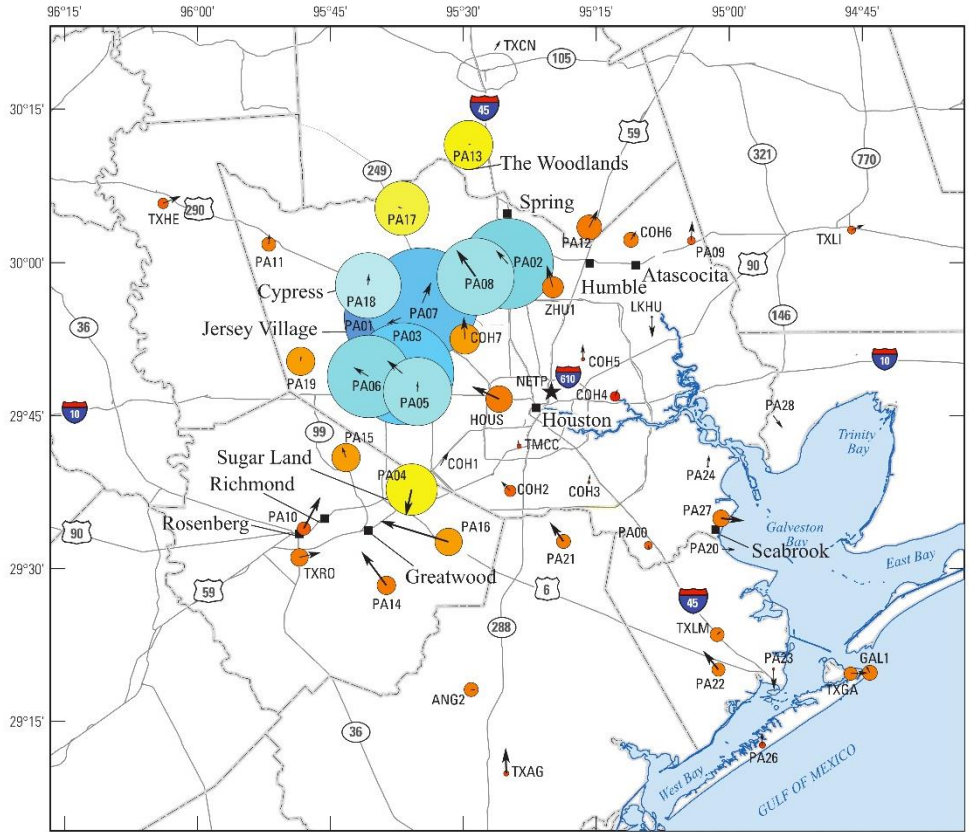 96°15' 96°00' 95°45' 95°30' 95°15' 95°00' 94°45'
TXCN
105
45
30°15'
59
PA13
321
770
The Woodlands
249
TXHE
290
PA17
Spring
PA12
COH6
PA09
TXLI
PA11
90
30°00'
PA02
Atascocita
PA08
Humble
Cypress
PA18
ZHU1
LKHU
PA07
146
36
Jersey Village
PA01
PA03
COH7
10
COH5
PA19
NETP
610
PA06
PA05
COH4
PA28
29°45'
10
HOUS
Houston
99
PA15
TMCC
Trinity
Bay
Sugar Land
PA04
COH1
PA24
Richmond
COH2
COH3
PA27
Rosenberg
PA10
PA16
Galveston
Bay
90
PA00
PA20
Seabrook
PA21
East Bay
29°30'
TXRO
Greatwood
59
PA14
6
45
288
TXLM
PA23
GAL1
PA22
TXGA
ANG2
29°15'
36
PA26
TXAG
West Bay
GULF OF MEXICO